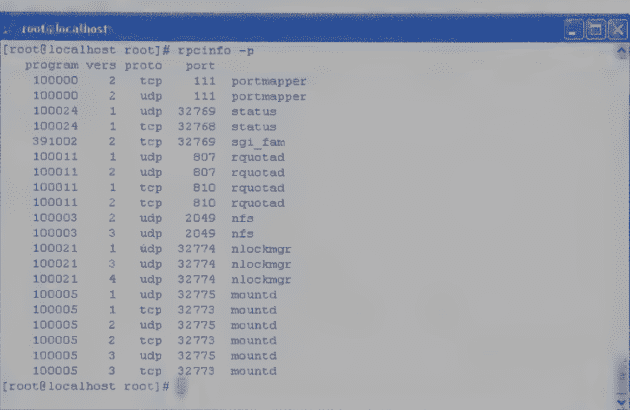 root@localhost
[root@localhost root]# rpcinfo -p
program vers proto port
100000 2 tcp 111 portmapper
100000 2 udp 111 portmapper
100024 1 udp 32769 status
100024 1 tcp 32768 status
391002 2 tcp 32769 sgi_fam
100011 1 udp 807 rquotad
100011 2 udp 807 rquotad
100011 1 tcp 810 rquotad
100011 2 tcp 810 rquotad
100003 2 udp 2049 nfs
100003 3 udp 2049 nfs
100021 1 udp 32774 nlockmgr
100021 3 udp 32774 nlockmgr
100021 4 udp 32774 nlockmgr
100005 1 udp 32775 mountd
100005 1 tcp 32773 mountd
100005 2 udp 32775 mountd
100005 2 tcp 32773 mountd
100005 3 udp 32775 mountd
100005 3 tcp 32773 mountd
[root@localhost root]#